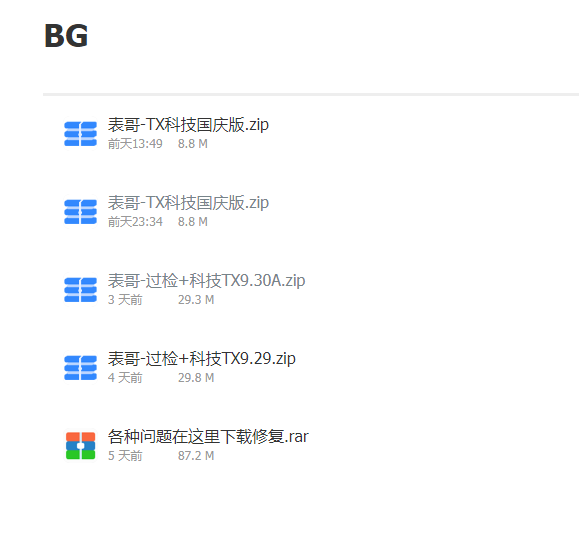 BG
表哥-TX科技国庆版.zip
前天13:49 8.8 M
表哥-TX科技国庆版.zip
前天23:34 8.8 M
表哥-过检+科技TX9.30A.zip
3 天前 29.3 M
表哥-过检+科技TX9.29.zip
4 天前 29.8 M
各种问题在这里下载修复.rar
5 天前 87.2 M